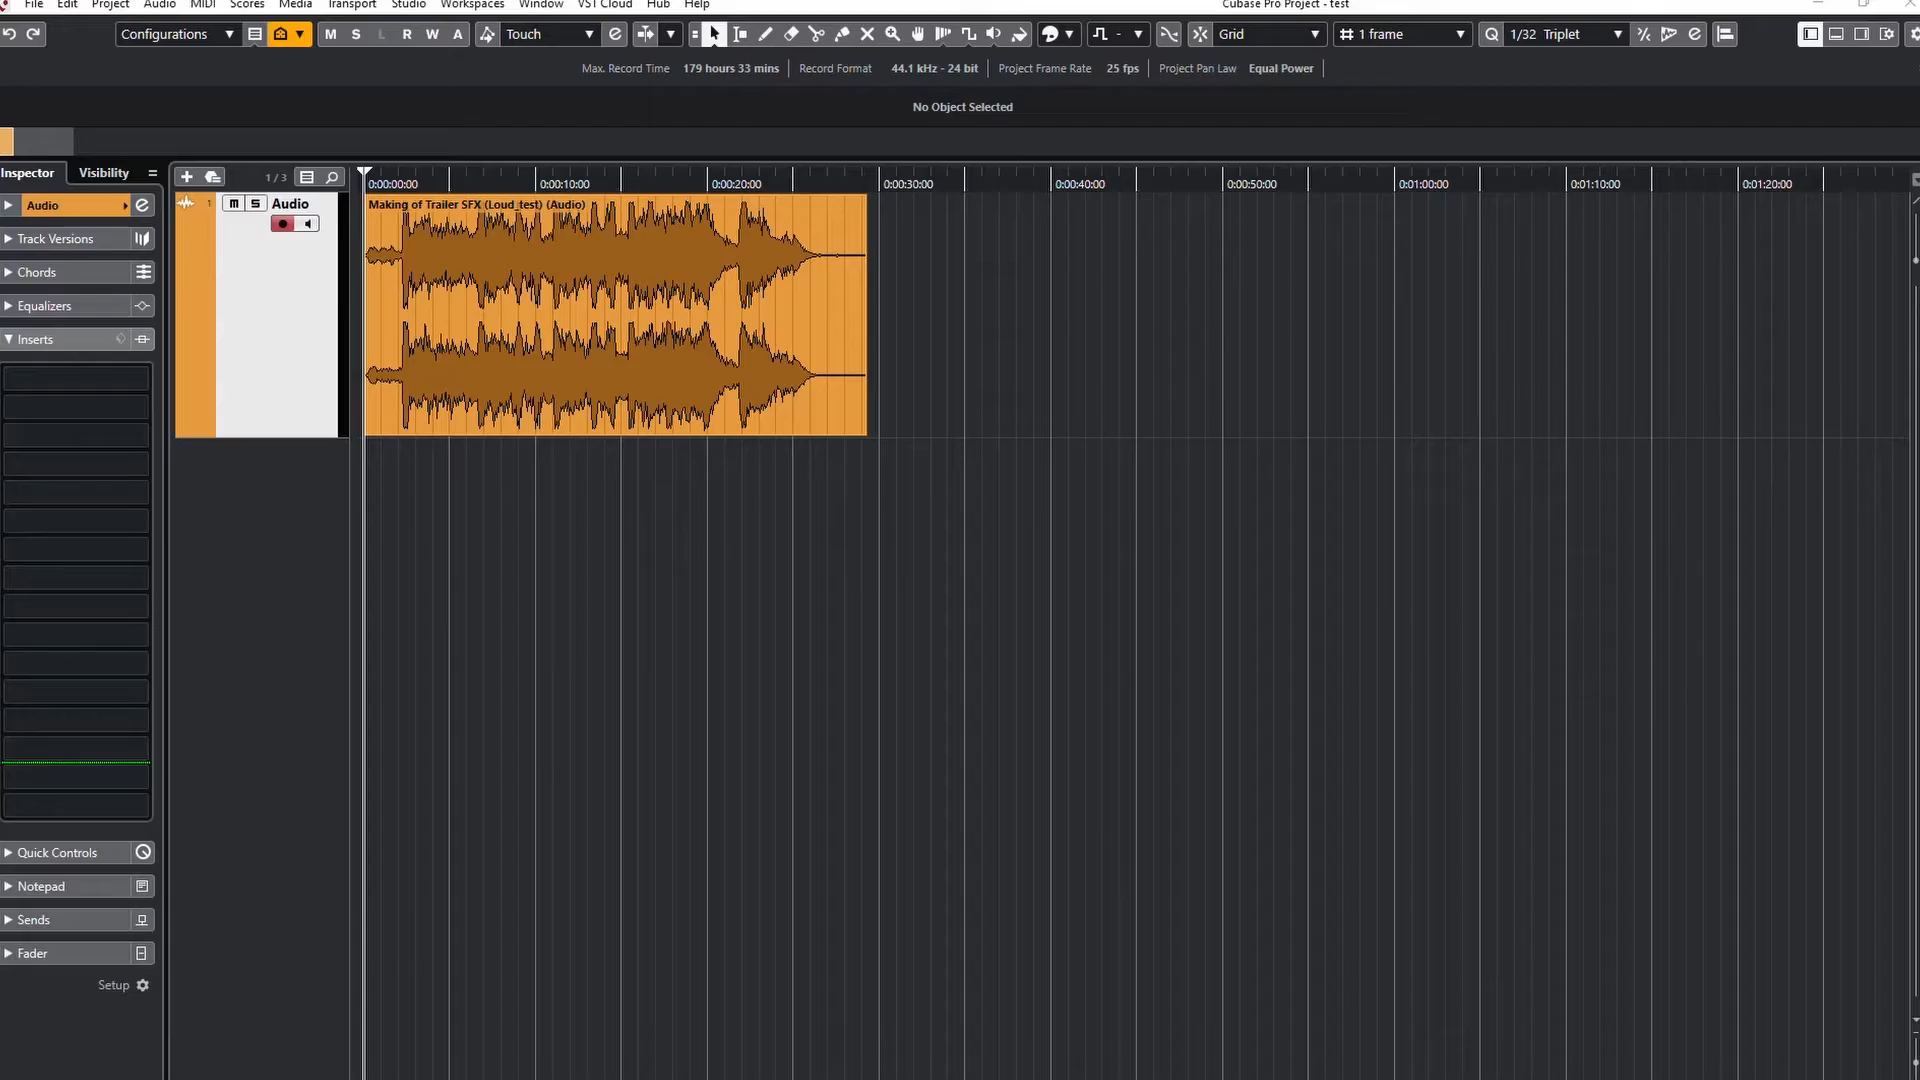 File Edit Project Audio MIDI Scores Media Transport Studio Workspaces Window VST Cloud Hub Help
Cubase Pro Project - test
Configurations M S L R W A Touch - Grid 1 frame Q 1/32 Triplet
Max. Record Time 179 hours 33 mins Record Format 44.1 kHz - 24 bit Project Frame Rate 25 fps Project Pan Law Equal Power
No Object Selected
Inspector Visibility
1 / 3
0:00:00:00 0:00:10:00 0:00:20:00 0:00:30:00 0:00:40:00 0:00:50:00 0:01:00:00 0:01:10:00 0:01:20:00
Audio
1 m S Audio
Making of Trailer SFX (Loud_test) (Audio)
Track Versions
Chords
Equalizers
Inserts
Quick Controls
Notepad
Sends
Fader
Setup